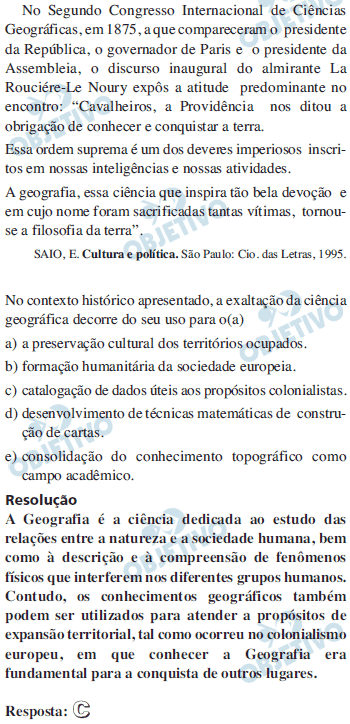 No Segundo Congresso Internacional de Ciências
Geográficas, em 1875, a que compareceram o presidente
da República, o governador de Paris e o presidente da
Assembleia, o discurso inaugural do almirante La
Rouciére-Le Noury expôs a atitude predominante no
encontro: “Cavalheiros, a Providência nos ditou a
obrigação de conhecer e conquistar a terra.
Essa ordem suprema é um dos deveres imperiosos inscri-
tos em nossas inteligências e nossas atividades.
A geografia, essa ciência que inspira tão bela devoção e
em cujo nome foram sacrificadas tantas vítimas, tornou-
se a filosofia da terra”.
SAIO, E. Cultura e política. São Paulo: Cio. das Letras, 1995.
No contexto histórico apresentado, a exaltação da ciência
geográfica decorre do seu uso para o(a)
a) a preservação cultural dos territórios ocupados.
b) formação humanitária da sociedade europeia.
c) catalogação de dados úteis aos propósitos colonialistas.
d) desenvolvimento de técnicas matemáticas de constru-
ção de cartas.
e) consolidação do conhecimento topográfico como
campo acadêmico.
Resolução
A Geografia é a ciência dedicada ao estudo das
relações entre a natureza e a sociedade humana, bem
como à descrição e à compreensão de fenômenos
físicos que interferem nos diferentes grupos humanos.
Contudo, os conhecimentos geográficos também
podem ser utilizados para atender a propósitos de
expansão territorial, tal como ocorreu no colonialismo
europeu, em que conhecer a Geografia era
fundamental para a conquista de outros lugares.
Resposta: C